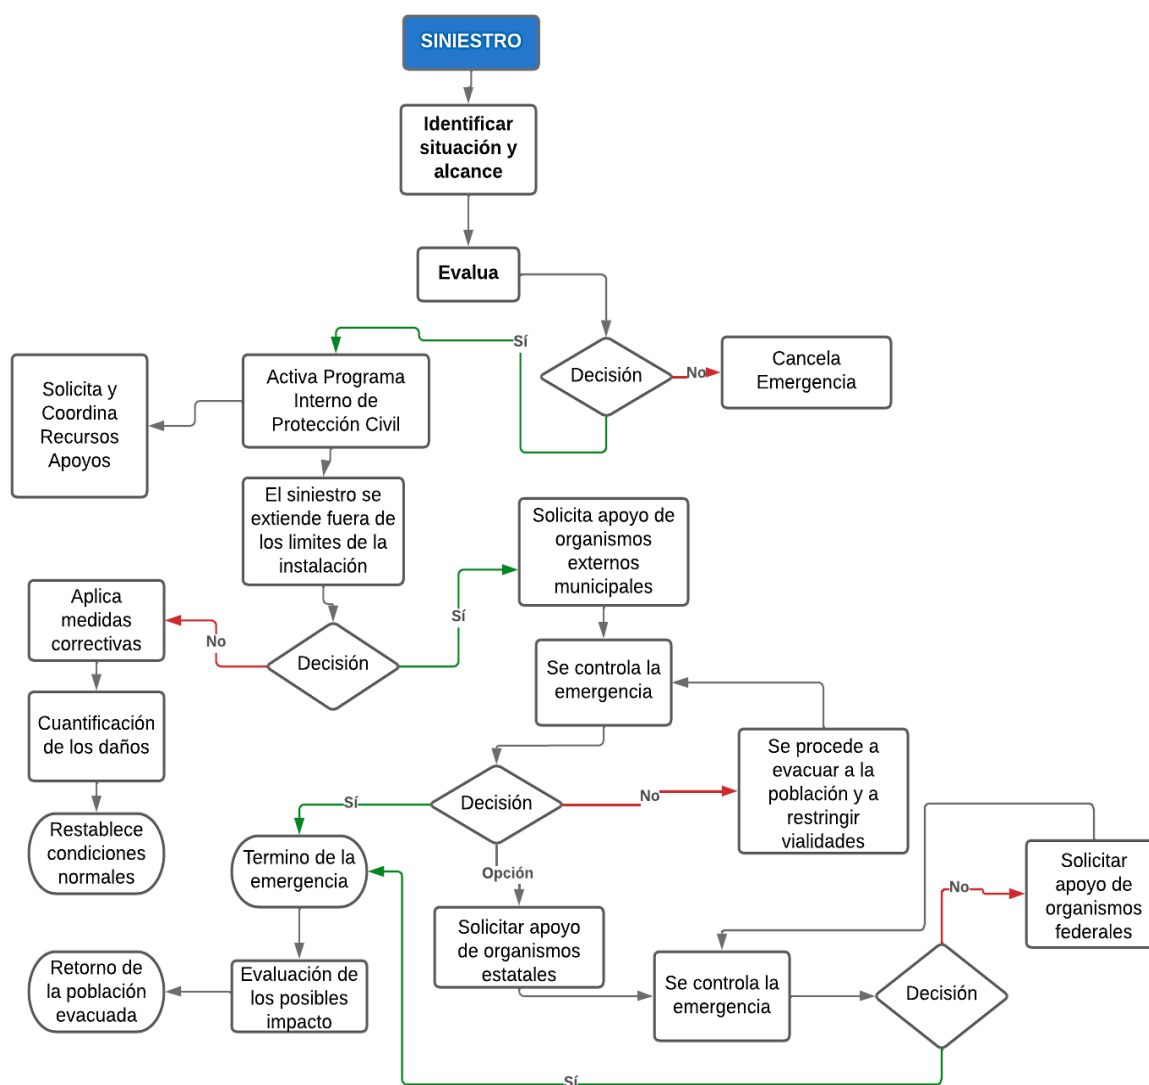 SINIESTRO
Identificar
situación y
alcance
Evalua
Decisión
Sí
No
Cancela
Emergencia
Activa Programa
Interno de
Protección Civil
Solicita y
Coordina
Recursos
Apoyos
El siniestro se
extiende fuera de
los limites de la
instalación
Decisión
No
Sí
Aplica
medidas
correctivas
Cuantificación
de los daños
Restablece
condiciones
normales
Solicita apoyo de
organismos
externos
municipales
Se controla la
emergencia
Decisión
Sí
No
Opción
Se procede a
evacuar a la
población y a
restringir
vialidades
Termino de la
emergencia
Evaluación de
los posibles
impacto
Retorno de
la población
evacuada
Solicitar apoyo
de organismos
estatales
Se controla la
emergencia
Decisión
No
Solicitar
apoyo de
organismos
federales
Sí